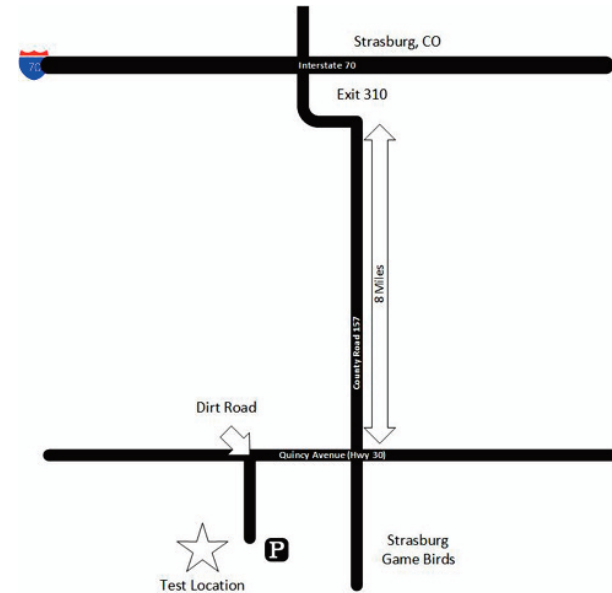 Strasburg, CO
70
Interstate 70
Exit 310
8 Miles
County Road 157
Dirt Road
Quincy Avenue (Hwy 30)
P
Strasburg
Game Birds
Test Location